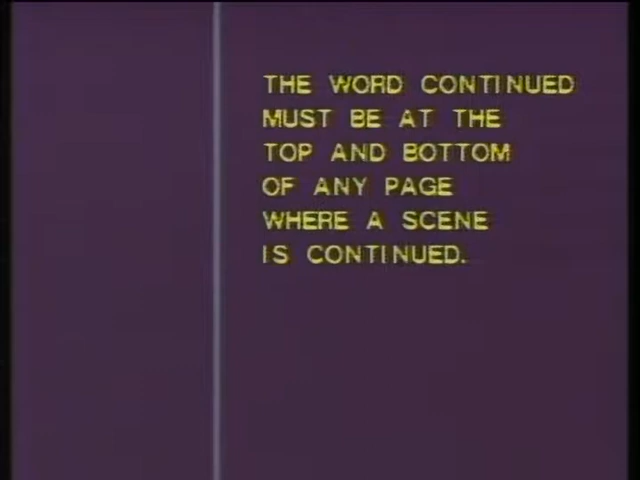 THE WORD CONTINUED
MUST BE AT THE
TOP AND BOTTOM
OF ANY PAGE
WHERE A SCENE
IS CONTINUED.